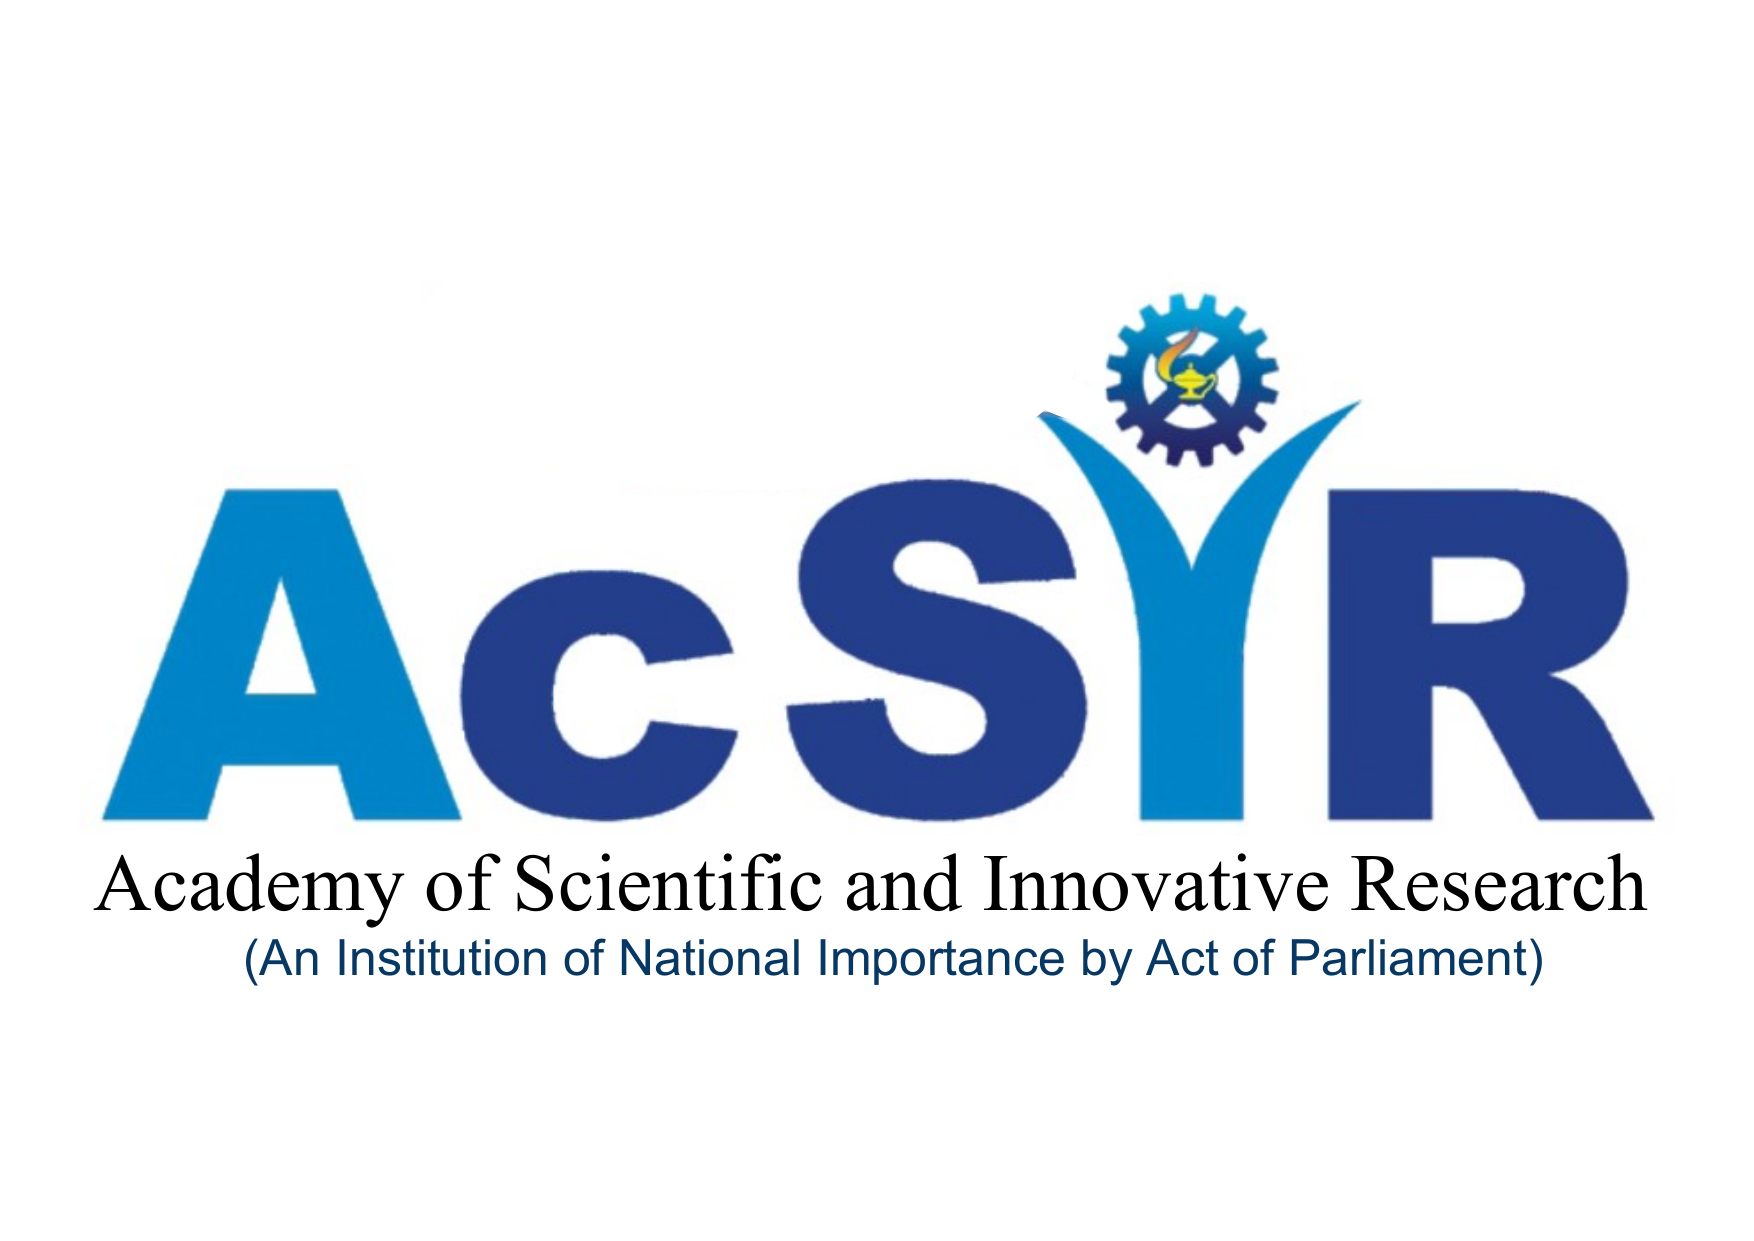 AcSIR
Academy of Scientific and Innovative Research
(An Institution of National Importance by Act of Parliament)